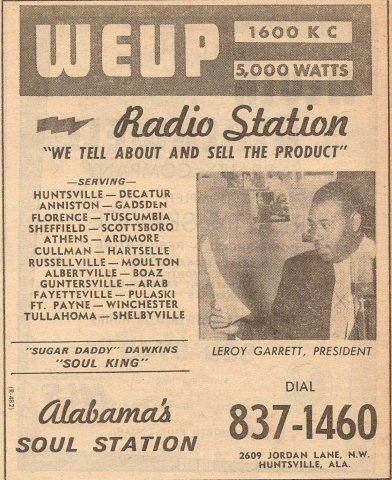 WEUP
1600 KC
5,000 WATTS
Radio Station
"WE TELL ABOUT AND SELL THE PRODUCT"
—SERVING—
HUNTSVILLE — DECATUR
ANNISTON — GADSDEN
FLORENCE — TUSCUMBIA
SHEFFIELD — SCOTTSBORO
ATHENS — ARDMORE
CULLMAN — HARTSELLE
RUSSELLVILLE — MOULTON
ALBERTVILLE — BOAZ
GUNTERSVILLE — ARAB
FAYETTEVILLE — PULASKI
FT. PAYNE — WINCHESTER
TULLAHOMA — SHELBYVILLE
LEROY GARRETT, PRESIDENT
"SUGAR DADDY" DAWKINS
"SOUL KING"
(R-482)
Alabama's
SOUL STATION
DIAL
837-1460
2609 JORDAN LANE, N.W.
HUNTSVILLE, ALA.